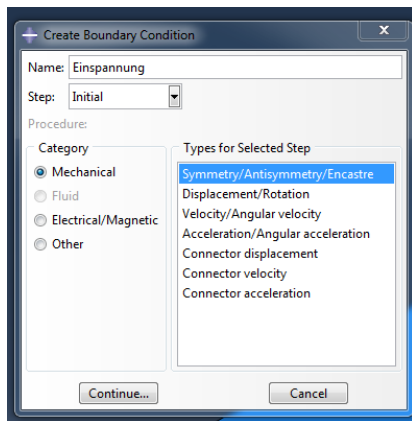 Create Boundary Condition
x
Name: Einspannung
Step: Initial
Procedure:
Category
Mechanical
Fluid
Electrical/Magnetic
Other
Types for Selected Step
Symmetry/Antisymmetry/Encastre
Displacement/Rotation
Velocity/Angular velocity
Acceleration/Angular acceleration
Connector displacement
Connector velocity
Connector acceleration
Continue...
Cancel